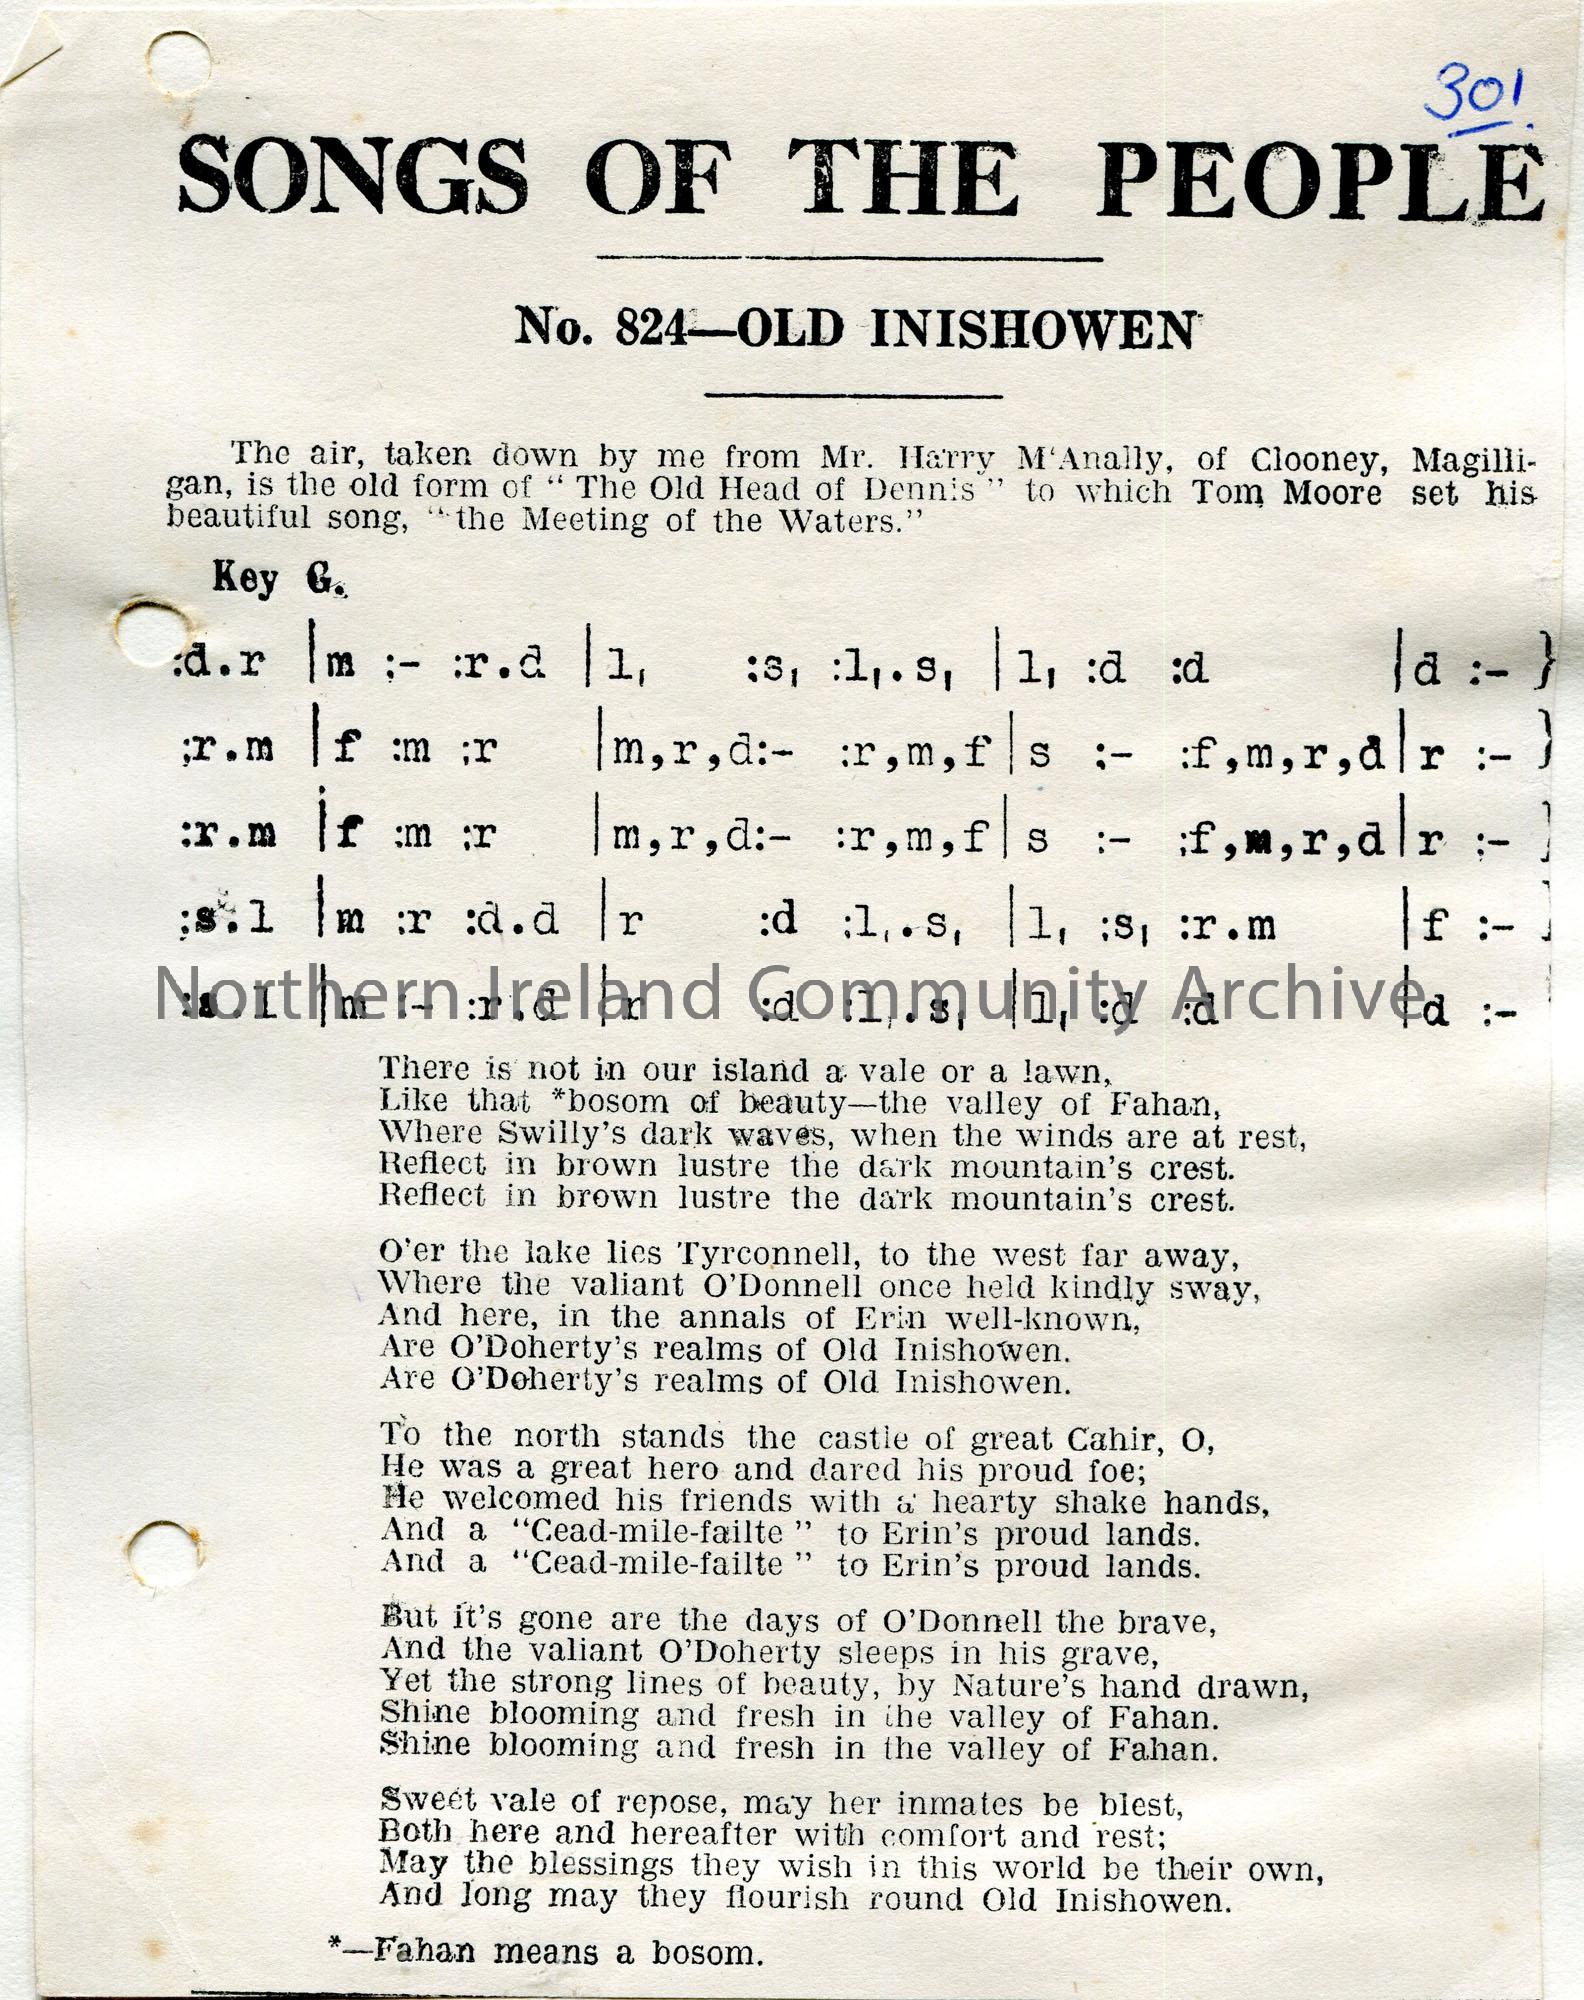 301
SONGS OF THE PEOPLE
No. 824—OLD INISHOWEN
The air, taken down by me from Mr. Harry M'Anally, of Clooney, Magilli-
gan, is the old form of “ The Old Head of Dennis ” to which Tom Moore set his
beautiful song, “the Meeting of the Waters.”
Key G.
:d.r |m :- :r.d |l, :s, :l,.s, |l, :d :d |d :- }
:r.m |f :m :r |m,r,d:- :r,m,f|s :- :f,m,r,d|r :- }
:r.m |f :m :r |m,r,d:- :r,m,f|s :- :f,m,r,d|r :- }
:s.l |m :r :d.d |r :d :l,.s, |l, :s, :r.m |f :- }
:s.l |m :- :r.d |r :d :l,.s, |l, :d :d |d :-
Northern Ireland Community Archive
There is not in our island a vale or a lawn,
Like that *bosom of beauty—the valley of Fahan,
Where Swilly's dark waves, when the winds are at rest,
Reflect in brown lustre the dark mountain's crest.
Reflect in brown lustre the dark mountain's crest.
O'er the lake lies Tyrconnell, to the west far away,
Where the valiant O'Donnell once held kindly sway,
And here, in the annals of Erin well-known,
Are O'Doherty's realms of Old Inishowen.
Are O'Doherty's realms of Old Inishowen.
To the north stands the castle of great Cahir, O,
He was a great hero and dared his proud foe;
He welcomed his friends with a hearty shake hands,
And a “Cead-mile-failte ” to Erin's proud lands.
And a “Cead-mile-failte ” to Erin's proud lands.
But it's gone are the days of O'Donnell the brave,
And the valiant O'Doherty sleeps in his grave,
Yet the strong lines of beauty, by Nature's hand drawn,
Shine blooming and fresh in the valley of Fahan.
Shine blooming and fresh in the valley of Fahan.
Sweet vale of repose, may her inmates be blest,
Both here and hereafter with comfort and rest;
May the blessings they wish in this world be their own,
And long may they flourish round Old Inishowen.
*—Fahan means a bosom.